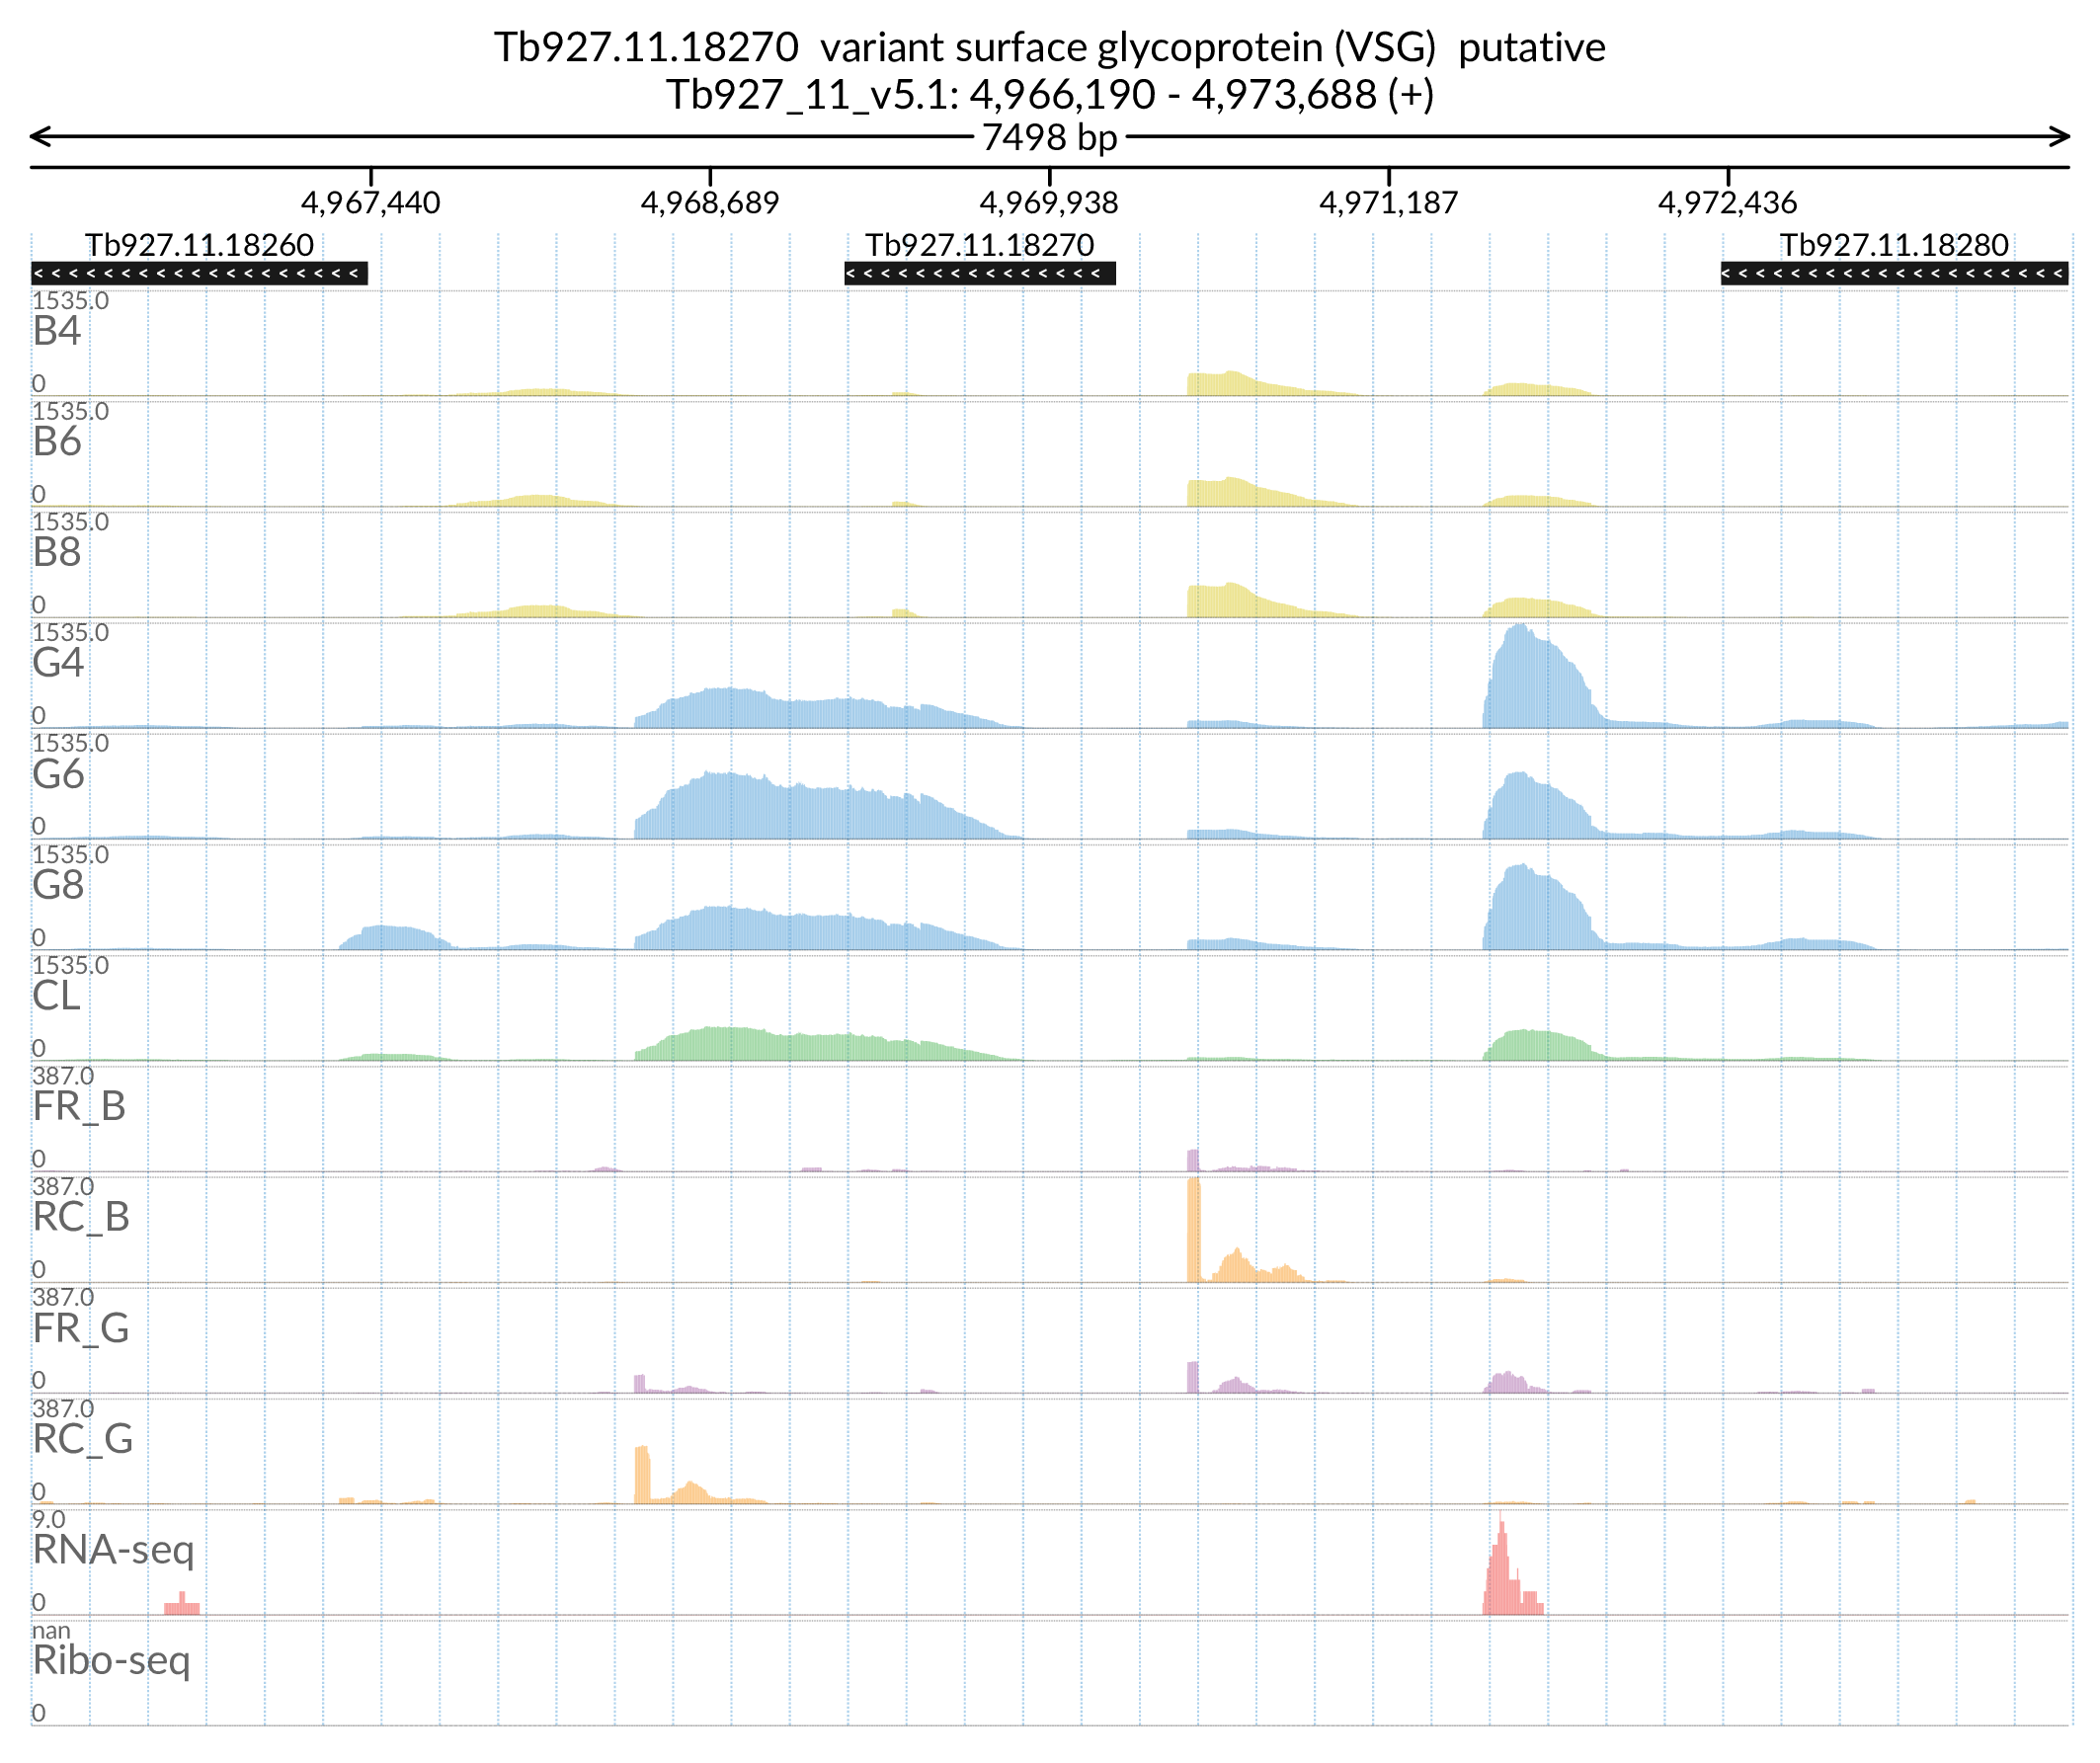 Tb927.11.18270 variant surface glycoprotein (VSG) putative
Tb927_11_v5.1: 4,966,190 - 4,973,688 (+)
7498 bp
4,967,440 4,968,689 4,969,938 4,971,187 4,972,436
Tb927.11.18260 Tb927.11.18270 Tb927.11.18280
1535.0
B4
0
1535.0
B6
0
1535.0
B8
0
1535.0
G4
0
1535.0
G6
0
1535.0
G8
0
1535.0
CL
0
387.0
FR_B
0
387.0
RC_B
0
387.0
FR_G
0
387.0
RC_G
0
9.0
RNA-seq
0
nan
Ribo-seq
0